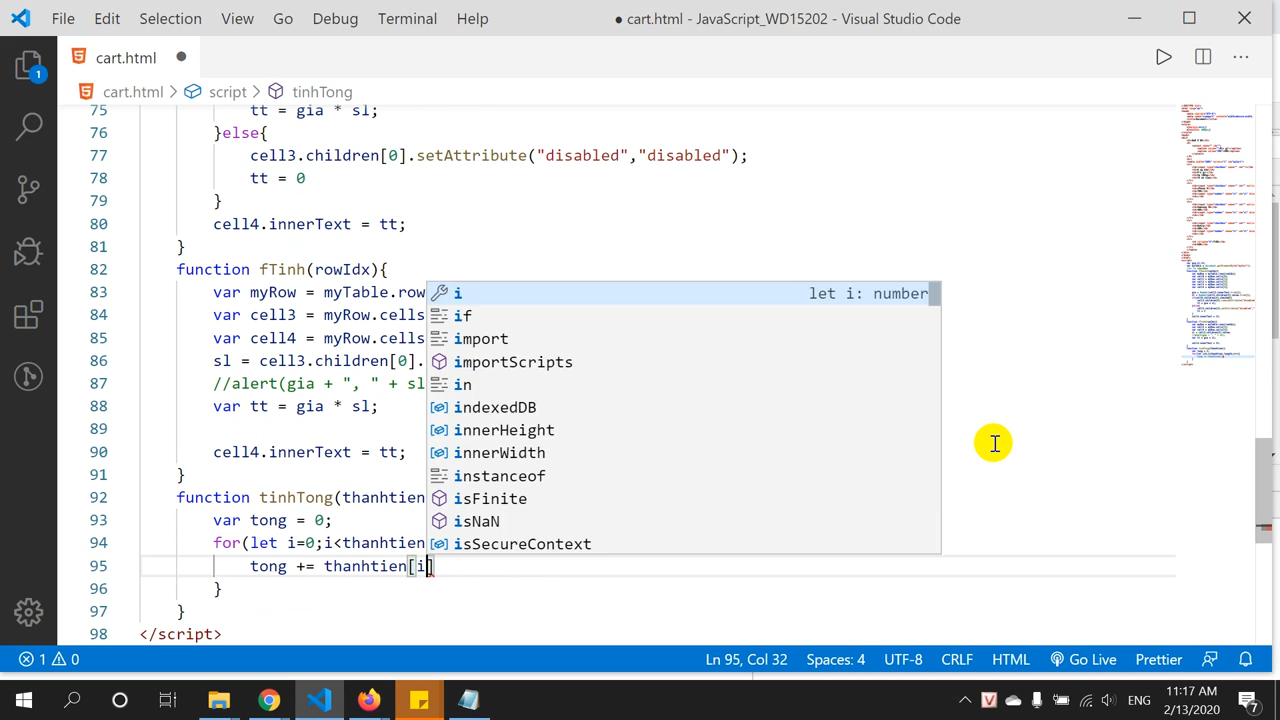 File Edit Selection View Go Debug Terminal Help ● cart.html - JavaScript_WD15202 - Visual Studio Code
cart.html
cart.html > script > tinhTong
75 tt = gia * sl;
76 }else{
77 cell3.children[0].setAttribute("disabled","disabled");
78 tt = 0
79 }
80 cell4.innerText = tt;
81 }
82 function fTinh(rowIdx){
83 var myRow = myTable.row
84 var cell3 = myRow.cells
85 var cell4 = myRow.cells
86 sl = cell3.children[0].
87 //alert(gia + ", " + sl
88 var tt = gia * sl;
89
90 cell4.innerText = tt;
91 }
92 function tinhTong(thanhtien
93 var tong = 0;
94 for(let i=0;i<thanhtien
95 tong += thanhtien[i]
96 }
97 }
98 </script>
i let i: number
if
import
importScripts
in
indexedDB
innerHeight
innerWidth
instanceof
isFinite
isNaN
isSecureContext
1
1 0 Ln 95, Col 32 Spaces: 4 UTF-8 CRLF HTML Go Live Prettier
ENG 11:17 AM
2/13/2020
7